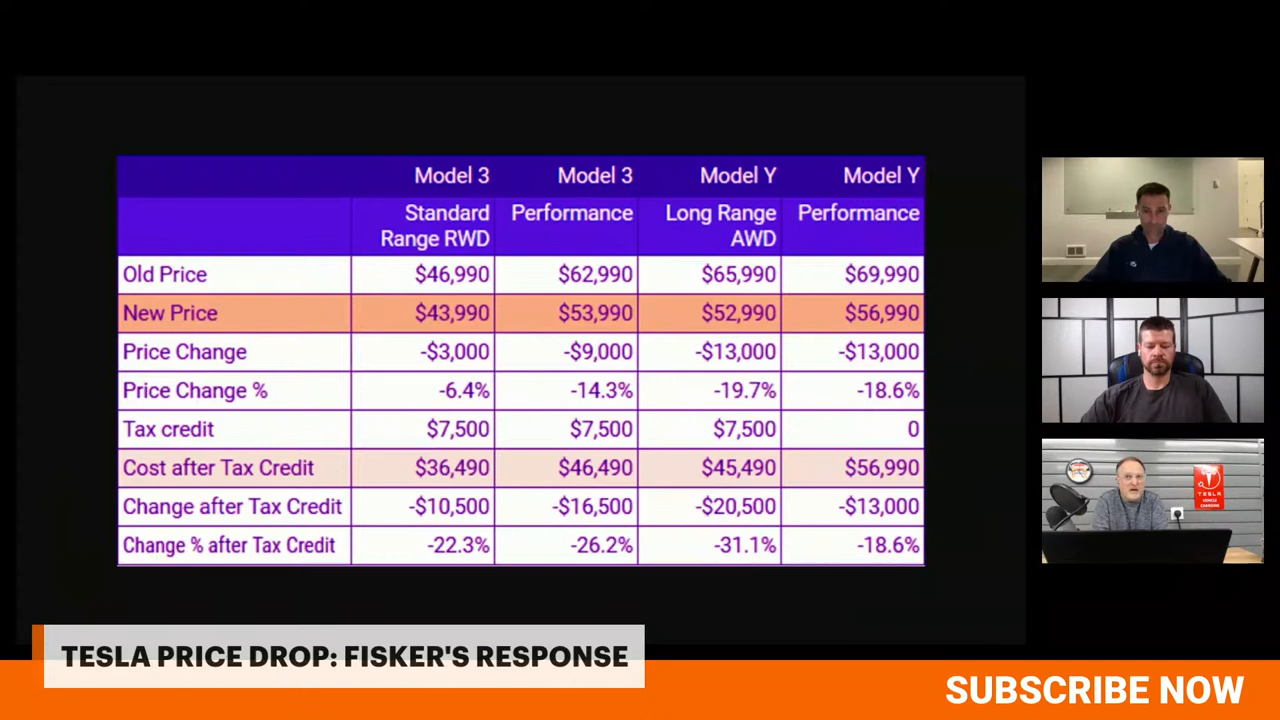 Model 3 Model 3 Model Y Model Y
Standard Range RWD Performance Long Range AWD Performance
Old Price $46,990 $62,990 $65,990 $69,990
New Price $43,990 $53,990 $52,990 $56,990
Price Change -$3,000 -$9,000 -$13,000 -$13,000
Price Change % -6.4% -14.3% -19.7% -18.6%
Tax credit $7,500 $7,500 $7,500 0
Cost after Tax Credit $36,490 $46,490 $45,490 $56,990
Change after Tax Credit -$10,500 -$16,500 -$20,500 -$13,000
Change % after Tax Credit -22.3% -26.2% -31.1% -18.6%
TESLA
TESLA PRICE DROP: FISKER'S RESPONSE
SUBSCRIBE NOW